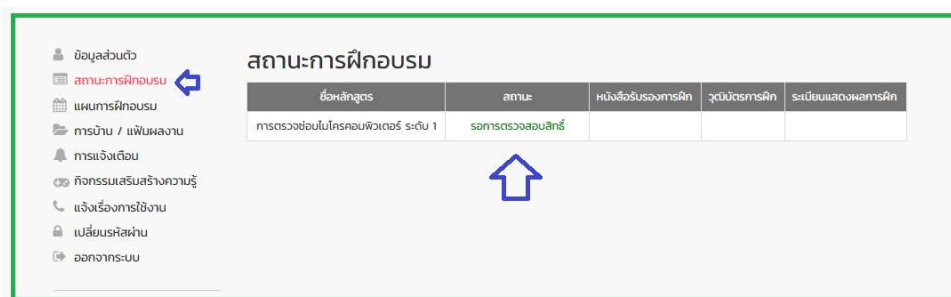 ข้อมูลส่วนตัว
สถานะการฝึกอบรม
แผนการฝึกอบรม
การบ้าน / แฟ้มผลงาน
การแจ้งเตือน
กิจกรรมเสริมสร้างความรู้
แจ้งเรื่องการใช้งาน
เปลี่ยนรหัสผ่าน
ออกจากระบบ
สถานะการฝึกอบรม
ชื่อหลักสูตร สถานะ หนังสือรับรองการฝึก วุฒิบัตรการฝึก ระเบียนแสดงผลการฝึก
การตรวจซ่อมไมโครคอมพิวเตอร์ ระดับ 1 รอการตรวจสอบสิทธิ์